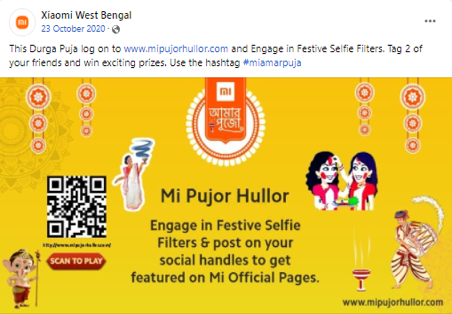 Xiaomi West Bengal
23 October 2020 ·
This Durga Puja log on to www.mipujorhullor.com and Engage in Festive Selfie Filters. Tag 2 of
your friends and win exciting prizes. Use the hashtag #miamarpuja
mi
আমার
পুজো
Mi Pujor Hullor
Engage in Festive Selfie
Filters & post on your
social handles to get
featured on Mi Official Pages.
http://www.mipujorhullor.com/
SCAN TO PLAY
www.mipujorhullor.com